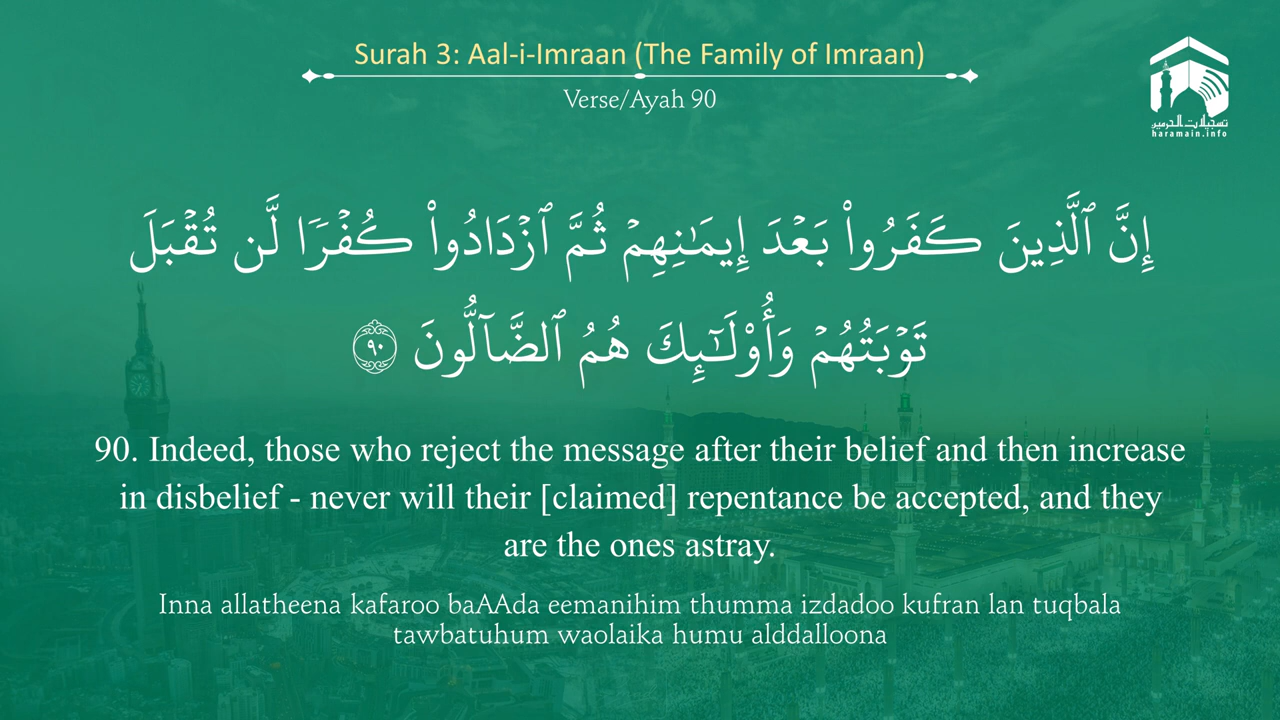 Surah 3: Aal-i-Imraan (The Family of Imraan)
Verse/Ayah 90
تسجيلات الحرمين
haramain.info
إِنَّ ٱلَّذِينَ كَفَرُوا۟ بَعْدَ إِيمَـٰنِهِمْ ثُمَّ ٱزْدَادُوا۟ كُفْرًا لَّن تُقْبَلَ
تَوْبَتُهُمْ وَأُو۟لَـٰٓئِكَ هُمُ ٱلضَّآلُّونَ ٩٠
90. Indeed, those who reject the message after their belief and then increase
in disbelief - never will their [claimed] repentance be accepted, and they
are the ones astray.
Inna allatheena kafaroo baAAda eemanihim thumma izdadoo kufran lan tuqbala
tawbatuhum waolaika humu alddalloona